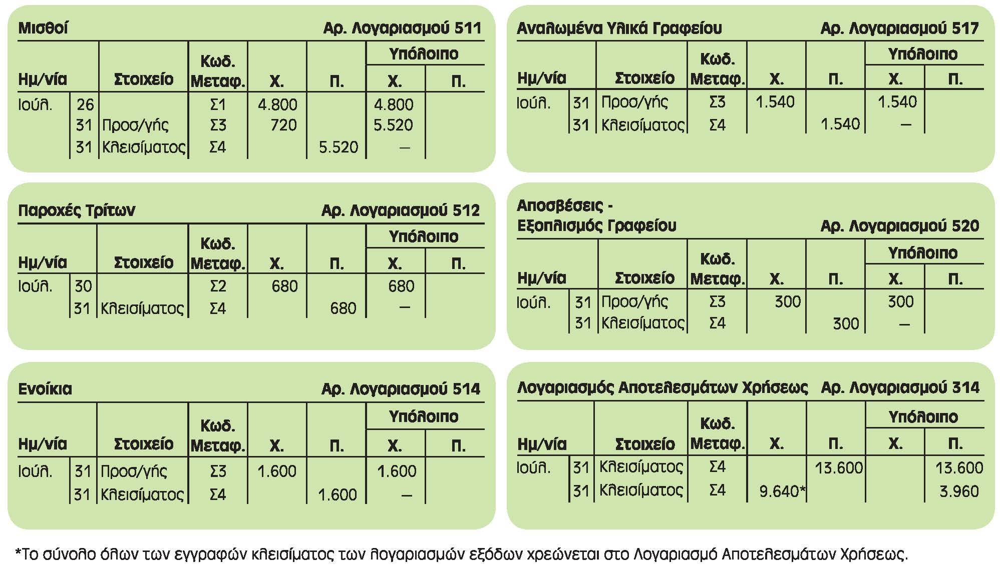 Μισθοί Αρ. Λογαριασμού 511
Υπόλοιπο
Κωδ.
Ημ/νία Στοιχείο Μεταφ. Χ. Π. Χ. Π.
Ιούλ. 26 Σ1 4.800 4.800
31 Προσ/γής Σ3 720 5.520
31 Κλεισίματος Σ4 5.520 –
Αναλωμένα Υλικά Γραφείου Αρ. Λογαριασμού 517
Υπόλοιπο
Κωδ.
Ημ/νία Στοιχείο Μεταφ. Χ. Π. Χ. Π.
Ιούλ. 31 Προσ/γής Σ3 1.540 1.540
31 Κλεισίματος Σ4 1.540 –
Παροχές Τρίτων Αρ. Λογαριασμού 512
Υπόλοιπο
Κωδ.
Ημ/νία Στοιχείο Μεταφ. Χ. Π. Χ. Π.
Ιούλ. 30 Σ2 680 680
31 Κλεισίματος Σ4 680 –
Αποσβέσεις -
Εξοπλισμός Γραφείου Αρ. Λογαριασμού 520
Υπόλοιπο
Κωδ.
Ημ/νία Στοιχείο Μεταφ. Χ. Π. Χ. Π.
Ιούλ. 31 Προσ/γής Σ3 300 300
31 Κλεισίματος Σ4 300 –
Ενοίκια Αρ. Λογαριασμού 514
Υπόλοιπο
Κωδ.
Ημ/νία Στοιχείο Μεταφ. Χ. Π. Χ. Π.
Ιούλ. 31 Προσ/γής Σ3 1.600 1.600
31 Κλεισίματος Σ4 1.600 –
Λογαριασμός Αποτελεσμάτων Χρήσεως Αρ. Λογαριασμού 314
Υπόλοιπο
Κωδ.
Ημ/νία Στοιχείο Μεταφ. Χ. Π. Χ. Π.
Ιούλ. 31 Κλεισίματος Σ4 13.600 13.600
31 Κλεισίματος Σ4 9.640* 3.960
*Το σύνολο όλων των εγγραφών κλεισίματος των λογαριασμών εξόδων χρεώνεται στο Λογαριασμό Αποτελεσμάτων Χρήσεως.